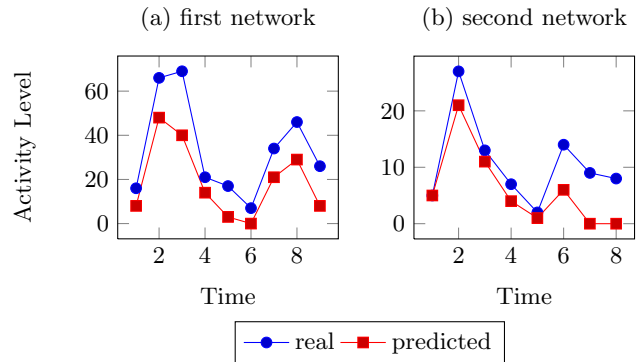 (a) first network
(b) second network
Activity Level
60
40
20
0
20
10
0
2 4 6 8
2 4 6 8
Time
Time
real predicted